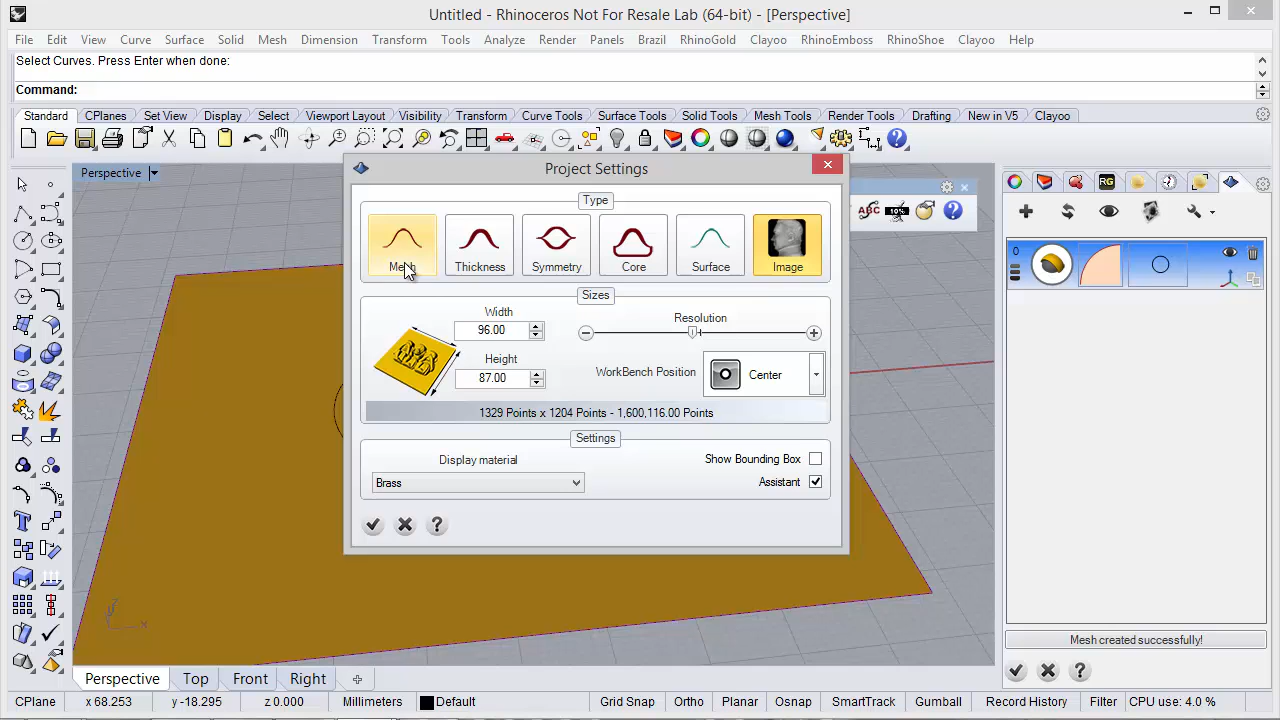 Untitled - Rhinoceros Not For Resale Lab (64-bit) - [Perspective]
File Edit View Curve Surface Solid Mesh Dimension Transform Tools Analyze Render Panels Brazil RhinoGold Clayoo RhinoEmboss RhinoShoe Clayoo Help
Select Curves. Press Enter when done:
Command:
Standard CPlanes Set View Display Select Viewport Layout Visibility Transform Curve Tools Surface Tools Solid Tools Mesh Tools Render Tools Drafting New in V5 Clayoo
Perspective
Project Settings
RG
ABC 10%
Type
Mesh Thickness Symmetry Core Surface Image
0
Sizes
Width
96.00
Resolution
Height
87.00
WorkBench Position Center
1329 Points x 1204 Points - 1,600,116.00 Points
Settings
Display material
Show Bounding Box
Brass
Assistant
Mesh created successfully!
Perspective Top Front Right
CPlane x 68.253 y -18.295 z 0.000 Millimeters Default Grid Snap Ortho Planar Osnap SmartTrack Gumball Record History Filter CPU use: 4.0 %